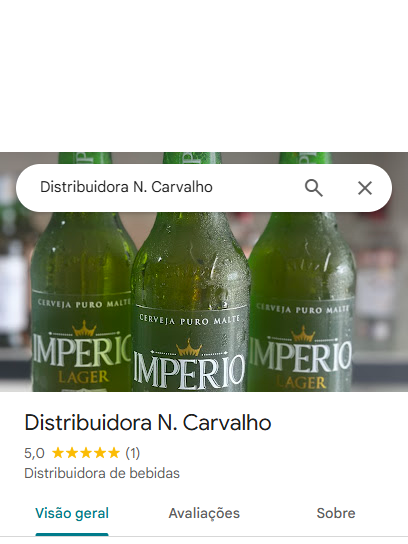 Distribuidora N. Carvalho
CERVEJA PURO MALTE
CERVEJA PURO MALTE
CERVEJA PURO MALTE
IMPERIO
LAGER
IMPERIO
IMPERIO
LAGER
Distribuidora N. Carvalho
5,0 ★★★★★ (1)
Distribuidora de bebidas
Visão geral
Avaliações
Sobre